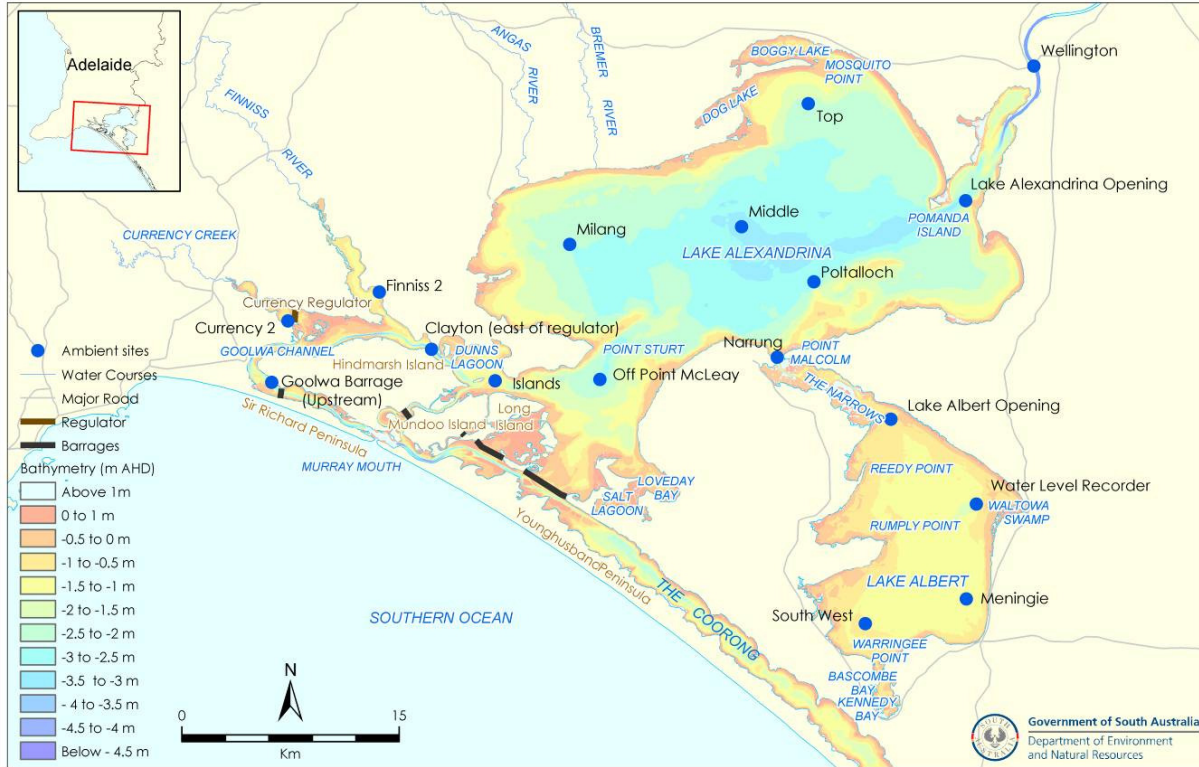 Adelaide
ANGAS
RIVER
BREMER
RIVER
FINNISS
RIVER
CURRENCY CREEK
BOGGY LAKE
MOSQUITO
POINT
DOG LAKE
Top
Wellington
Lake Alexandrina Opening
POMANDA
ISLAND
Milang
Middle
LAKE ALEXANDRINA
Poltalloch
Finniss 2
Currency Regulator
Currency 2
Clayton (east of regulator)
GOOLWA CHANNEL
Hindmarsh Island
DUNNS
LAGOON
POINT STURT
Narrung
POINT
MALCOLM
Goolwa Barrage
(Upstream)
Islands
Off Point McLeay
THE NARROWS
Lake Albert Opening
Sir Richard Peninsula
Mundoo Island
Long
Island
MURRAY MOUTH
SALT
LAGOON
LOVEDAY
BAY
REEDY POINT
Water Level Recorder
WALTOWA
SWAMP
RUMPLY POINT
Younghusband Peninsula
THE COORONG
LAKE ALBERT
Meningie
South West
WARRINGEE
POINT
BASCOMBE
BAY
KENNEDY
BAY
SOUTHERN OCEAN
Ambient sites
Water Courses
Major Road
Regulator
Barrages
Bathymetry (m AHD)
Above 1m
0 to 1 m
-0.5 to 0 m
-1 to -0.5 m
-1.5 to -1 m
-2 to -1.5 m
-2.5 to -2 m
-3 to -2.5 m
-3.5 to -3 m
- 4 to -3.5 m
-4.5 to -4 m
Below - 4.5 m
N
0
15
Km
SOUTH AUSTRALIA
Government of South Australia
Department of Environment
and Natural Resources